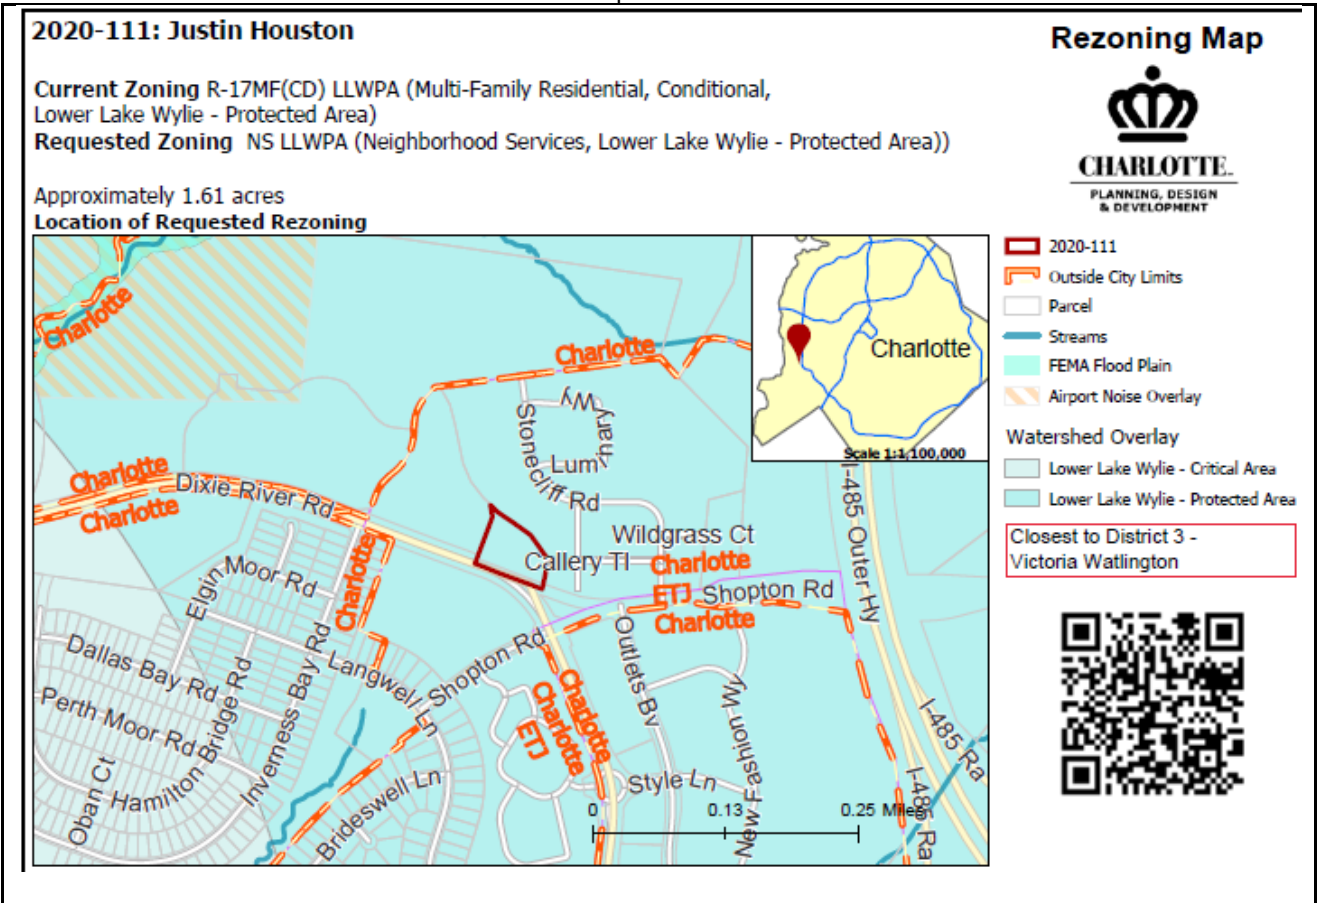 2020-111: Justin Houston
Rezoning Map
Current Zoning R-17MF(CD) LLWPA (Multi-Family Residential, Conditional,
Lower Lake Wylie - Protected Area)
Requested Zoning NS LLWPA (Neighborhood Services, Lower Lake Wylie - Protected Area))
Approximately 1.61 acres
Location of Requested Rezoning
CHARLOTTE.
PLANNING, DESIGN
& DEVELOPMENT
2020-111
Outside City Limits
Parcel
Streams
FEMA Flood Plain
Airport Noise Overlay
Watershed Overlay
Lower Lake Wylie - Critical Area
Lower Lake Wylie - Protected Area
Closest to District 3 -
Victoria Watlington
Charlotte
Charlotte
Charlotte
Scale 1:1,100,000
Wy
Stonecliff Rd
Charlotte
Charlotte
Dixie River Rd
I-485 Outer Hy
Wildgrass Ct
Callery Tl
Charlotte
ETJ
Charlotte
Shopton Rd
Charlotte
Moor Rd
Elgin
Dallas Bay Rd
Langwell Ln
Shopton Rd
Outlets Bv
Perth Moor Rd
Hamilton Bridge Rd
Inverness Bay Rd
Charlotte
Charlotte
ETJ
New Fashion Wy
I-485 Ra
Oban Ct
Brideswell Ln
Style Ln
I-485 Ra
0
0.13
0.25 Miles